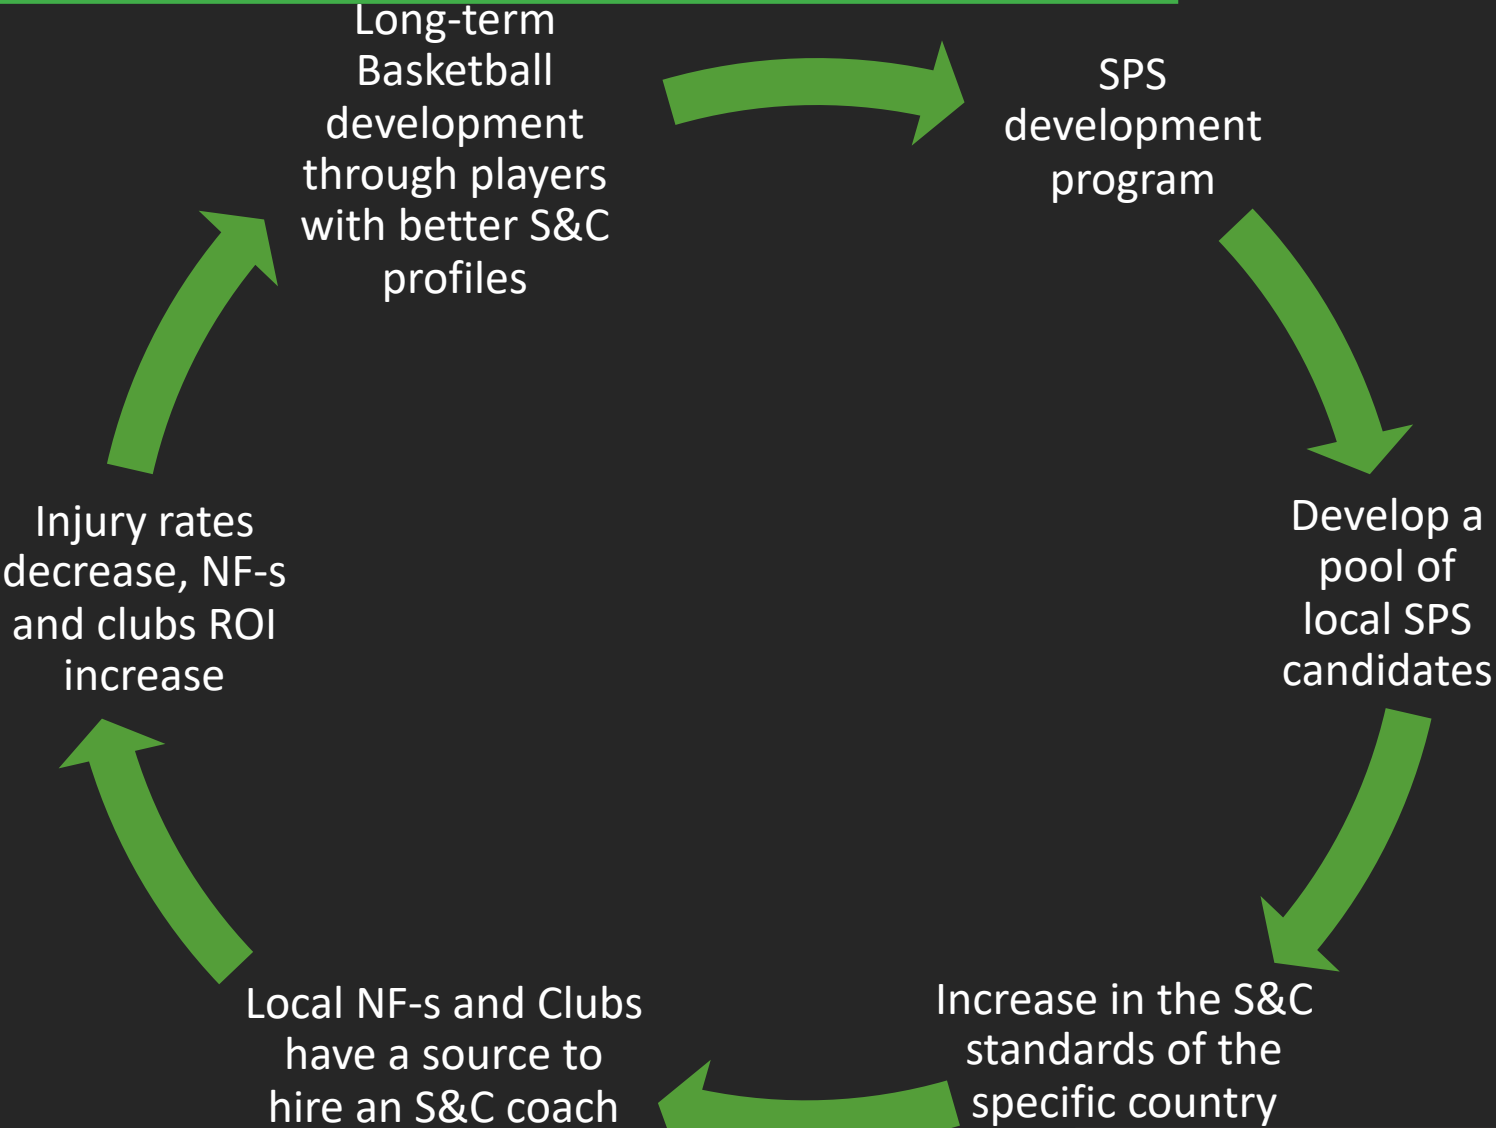 Long-term
Basketball
development
through players
with better S&C
profiles
SPS
development
program
Develop a
pool of
local SPS
candidates
Increase in the S&C
standards of the
specific country
Local NF-s and Clubs
have a source to
hire an S&C coach
Injury rates
decrease, NF-s
and clubs ROI
increase